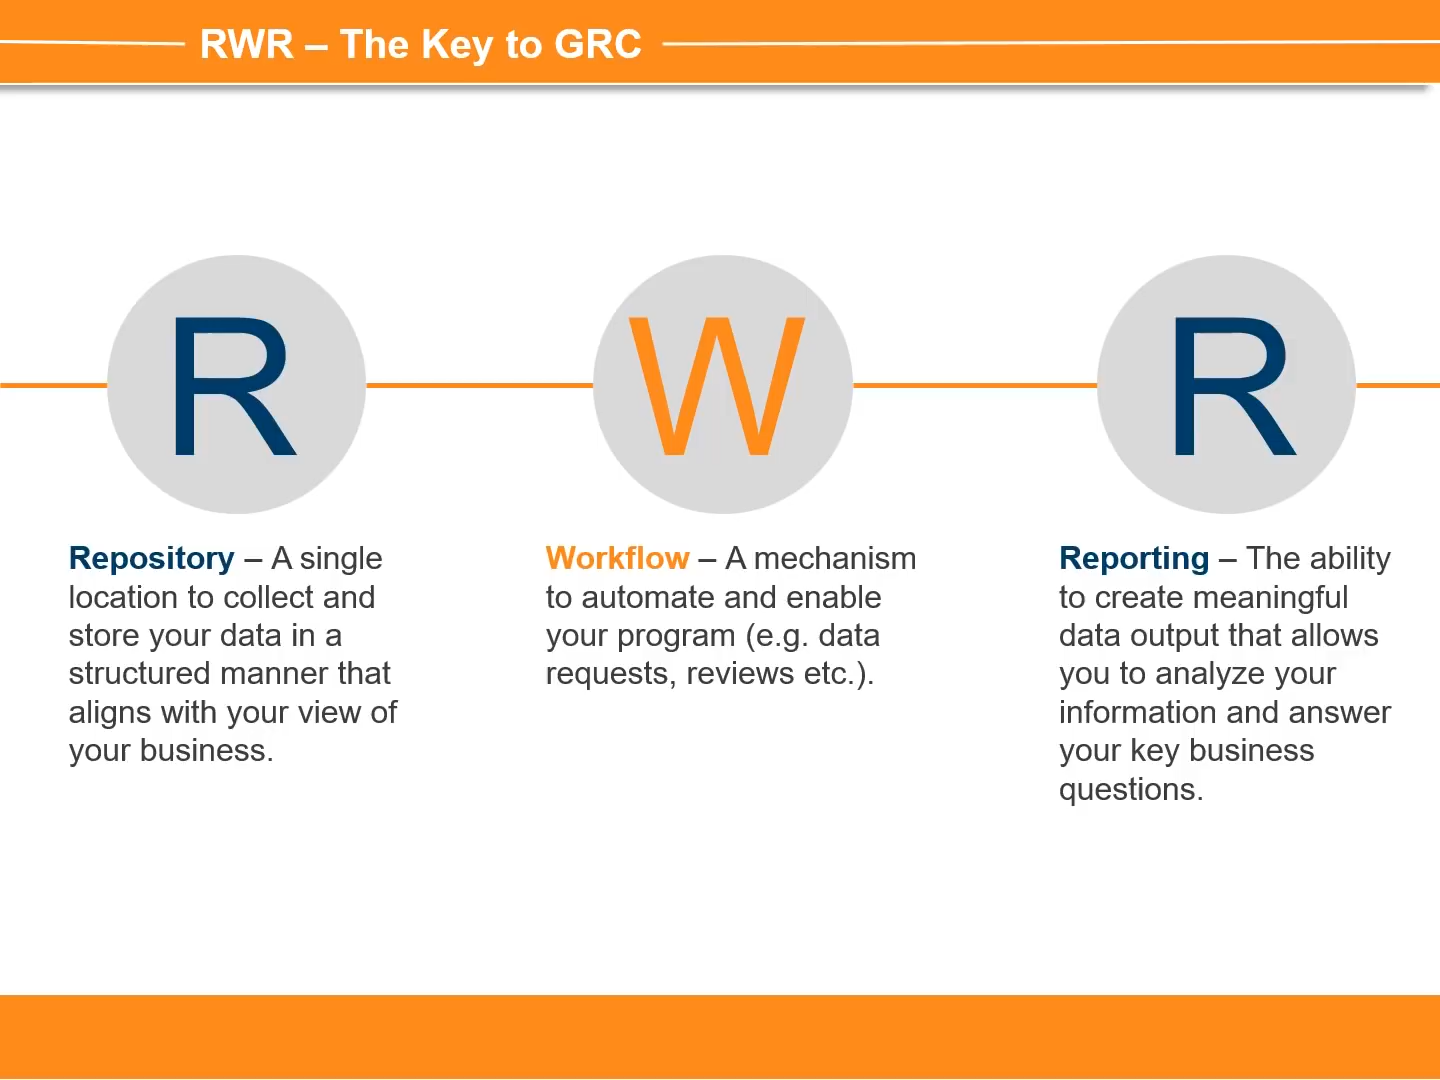 RWR – The Key to GRC
R
W
R
Repository – A single
location to collect and
store your data in a
structured manner that
aligns with your view of
your business.
Workflow – A mechanism
to automate and enable
your program (e.g. data
requests, reviews etc.).
Reporting – The ability
to create meaningful
data output that allows
you to analyze your
information and answer
your key business
questions.